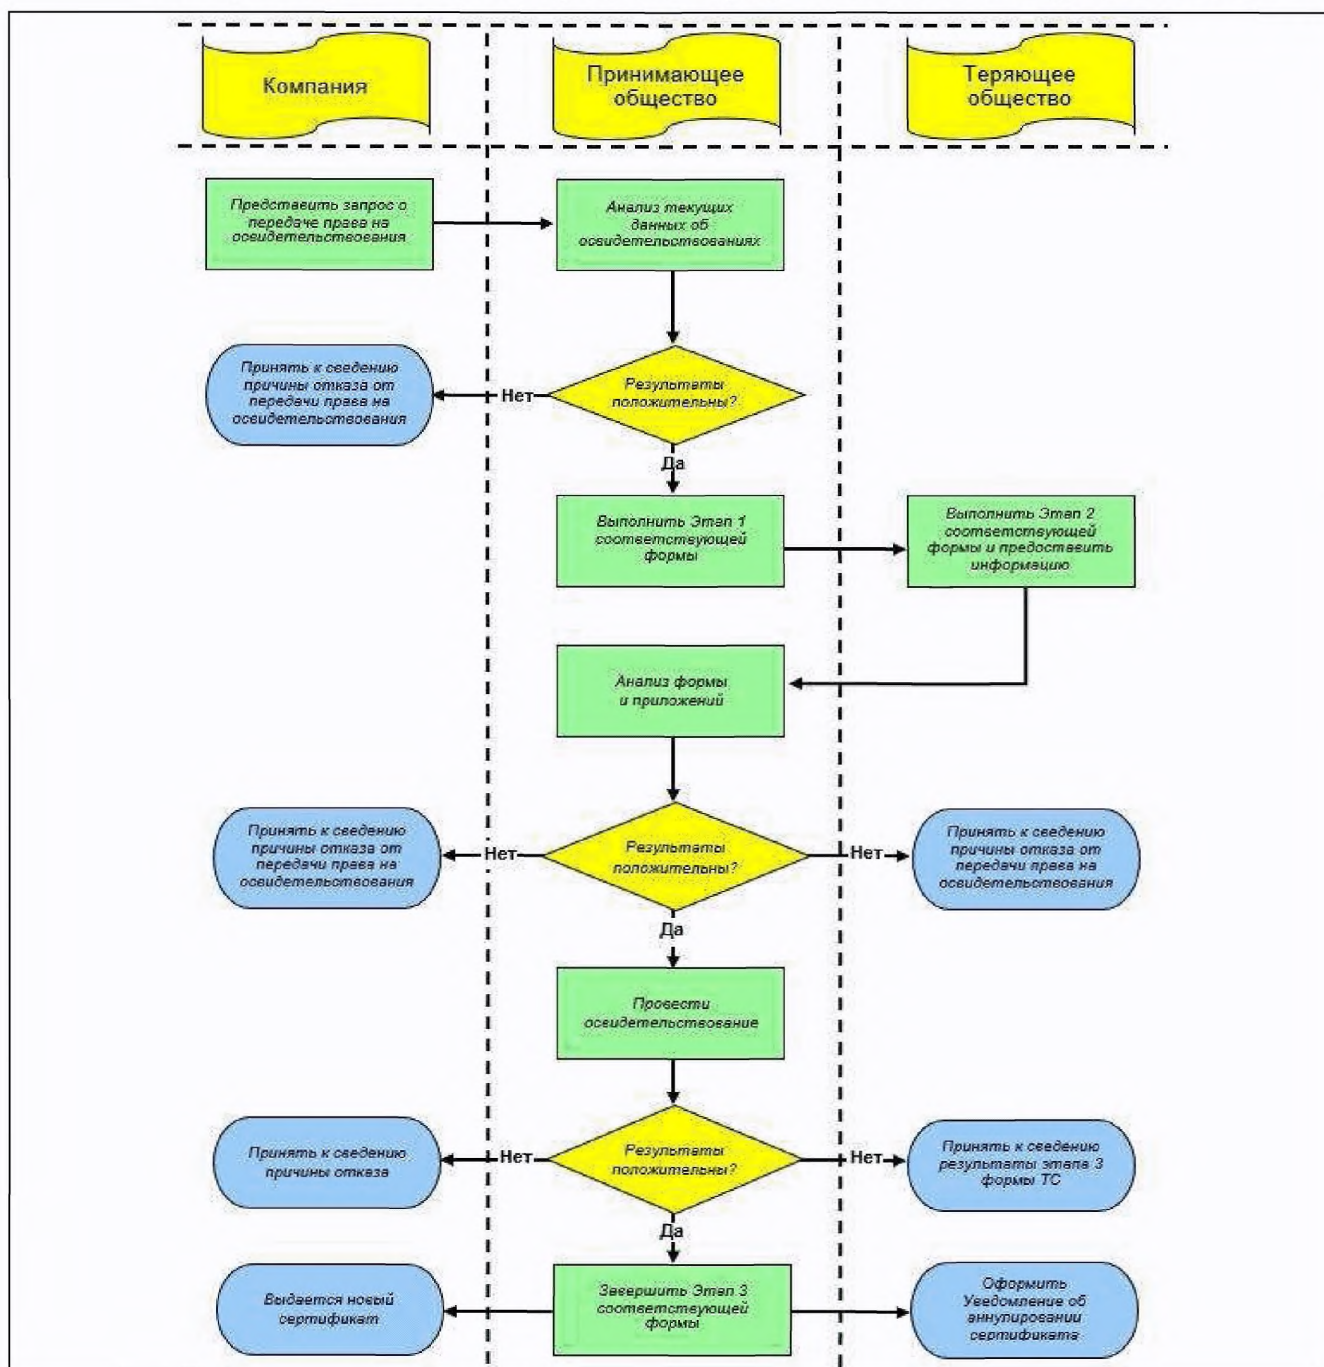 Компания
Принимающее
общество
Теряющее
общество
Представить запрос о
передаче права на
освидетельствования
Анализ текущих
данных об
освидетельствованиях
Принять к сведению
причины отказа от
передачи права на
освидетельствования
Нет
Результаты
положительны?
Да
Выполнить Этап 1
соответствующей
формы
Выполнить Этап 2
соответствующей
формы и предоставить
информацию
Анализ формы
и приложений
Принять к сведению
причины отказа от
передачи права на
освидетельствования
Нет
Результаты
положительны?
Нет
Принять к сведению
причины отказа от
передачи права на
освидетельствования
Да
Провести
освидетельствование
Принять к сведению
причины отказа
Нет
Результаты
положительны?
Нет
Принять к сведению
результаты этапа 3
формы ТС
Да
Выдается новый
сертификат
Завершить Этап 3
соответствующей
формы
Оформить
Уведомление об
аннулировании
сертификата